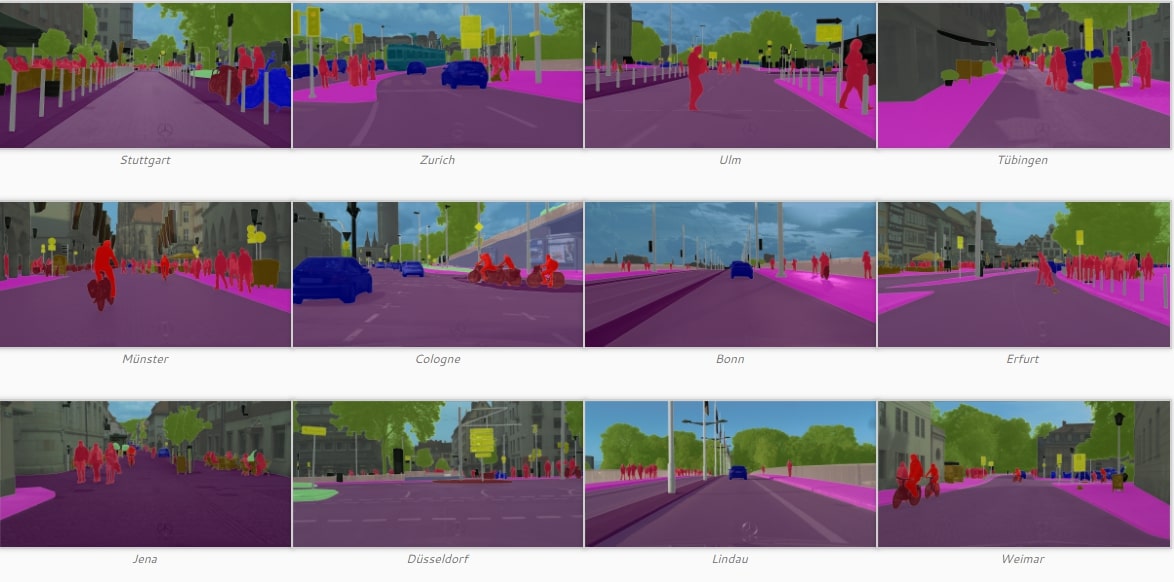 Stuttgart
Zurich
Ulm
Tübingen
Münster
Cologne
Bonn
Erfurt
Jena
Düsseldorf
Lindau
Weimar